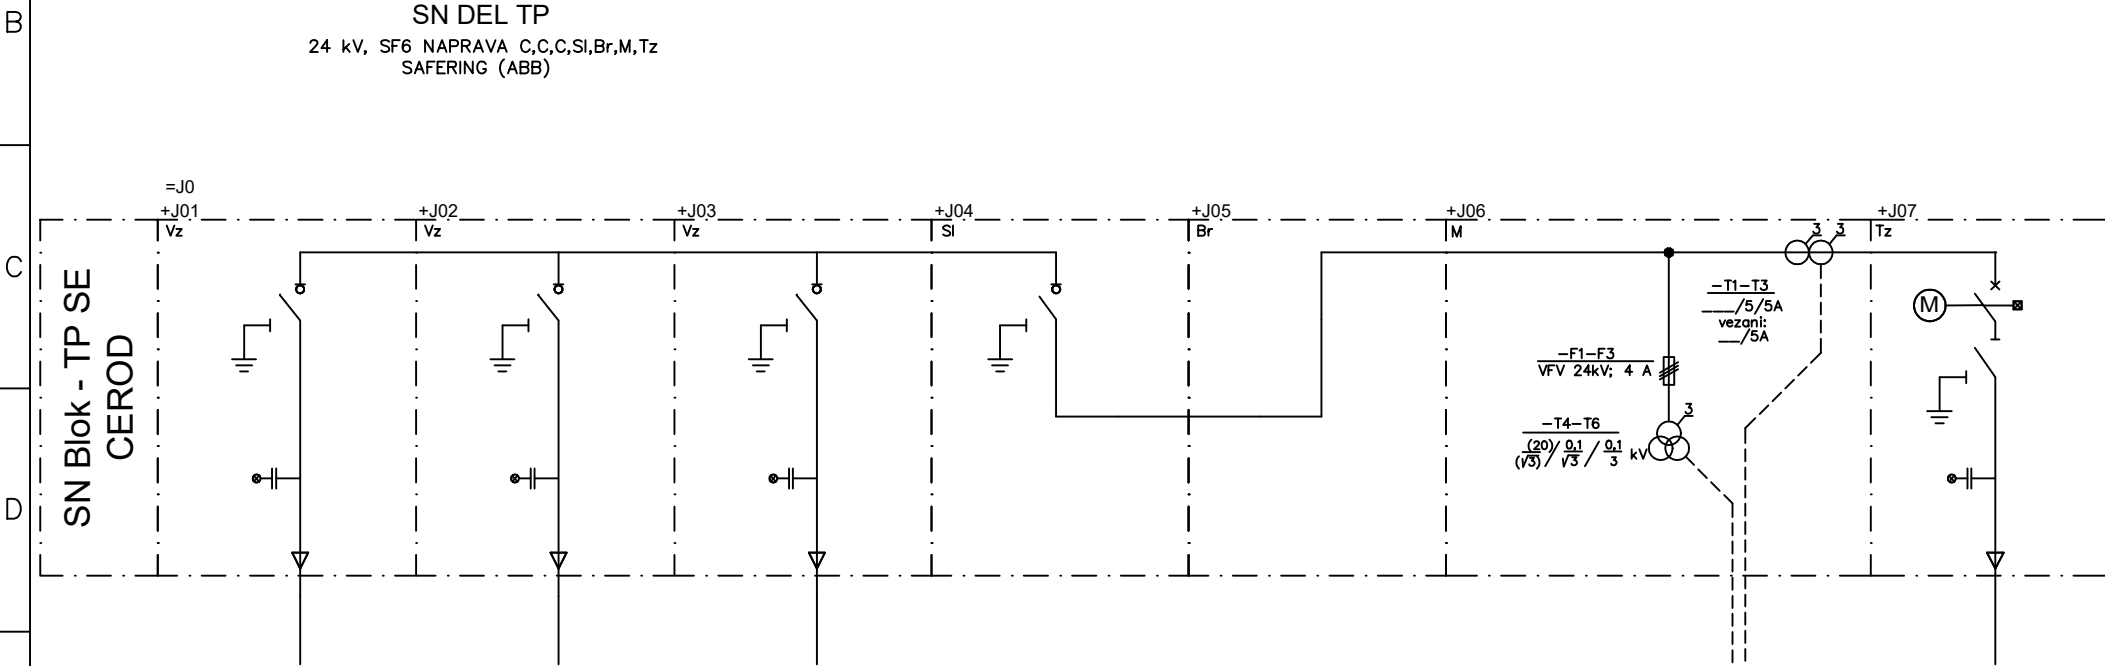 B
SN DEL TP
24 kV, SF6 NAPRAVA C,C,C,Sl,Br,M,Tz
SAFERING (ABB)
=J0
+J01
+J02
+J03
+J04
+J05
+J06
+J07
Vz
Vz
Vz
Sl
Br
M
Tz
C
SN Blok - TP SE
CEROD
3
3
-T1-T3
___/5/5A
vezani:
__/5A
M
-F1-F3
VFV 24kV; 4 A
3
-T4-T6
(20)/(√3) / 0,1/√3 / 0,1/3 kV
D